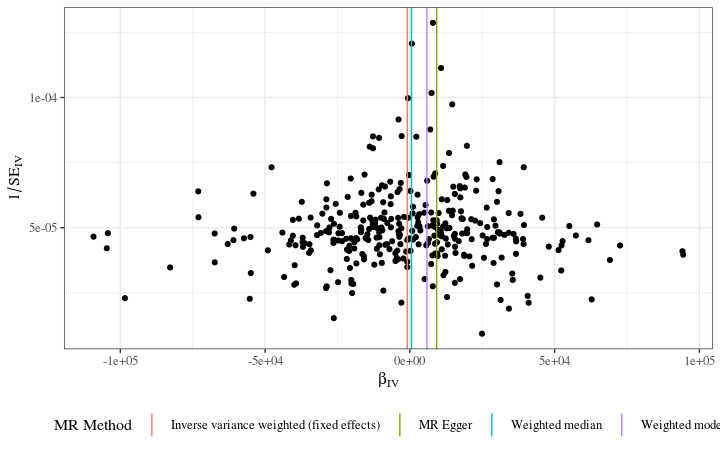 1e-04
5e-05
1/SE_IV
-1e+05
-5e+04
0e+00
5e+04
1e+05
β_IV
MR Method
Inverse variance weighted (fixed effects)
MR Egger
Weighted median
Weighted mode